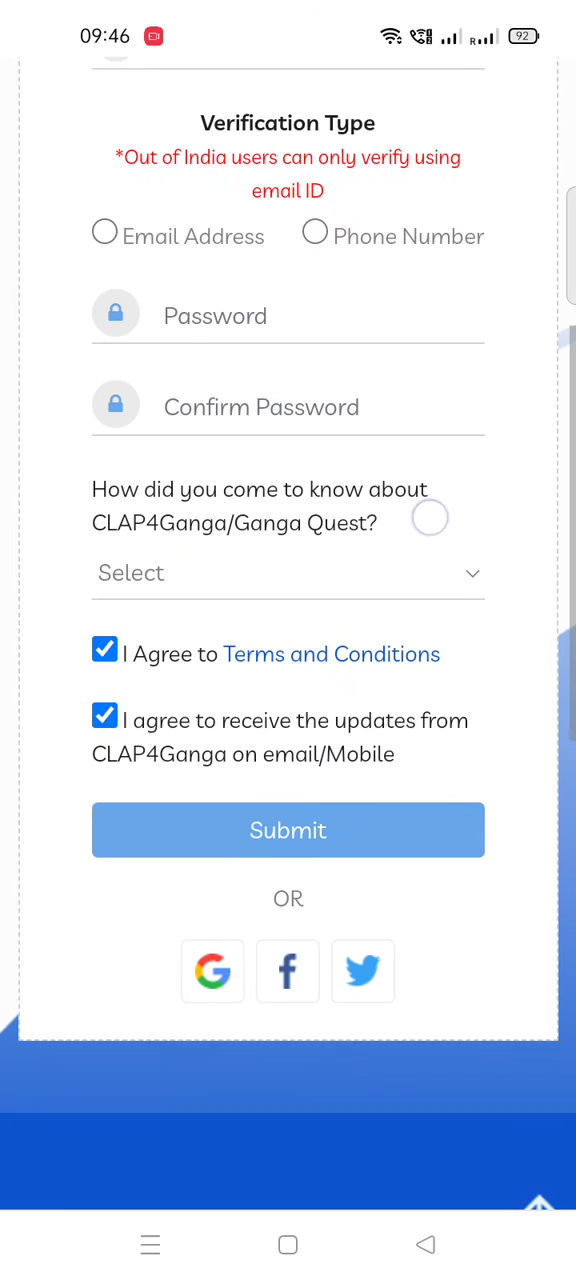 09:46
R
92
Verification Type
*Out of India users can only verify using
email ID
Email Address Phone Number
Password
Confirm Password
How did you come to know about
CLAP4Ganga/Ganga Quest?
Select
I Agree to Terms and Conditions
I agree to receive the updates from
CLAP4Ganga on email/Mobile
Submit
OR